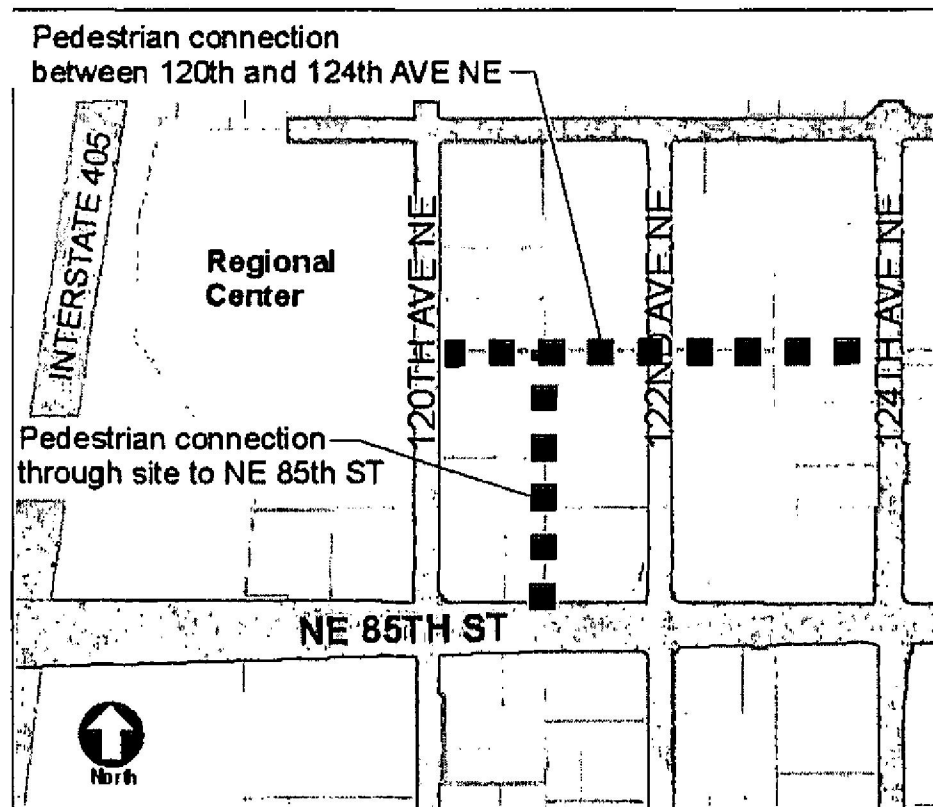 Pedestrian connection
between 120th and 124th AVE NE
INTERSTATE 405
Regional
Center
120TH AVE NE
122ND AVE NE
124TH AVE NE
Pedestrian connection
through site to NE 85th ST
NE 85TH ST
North